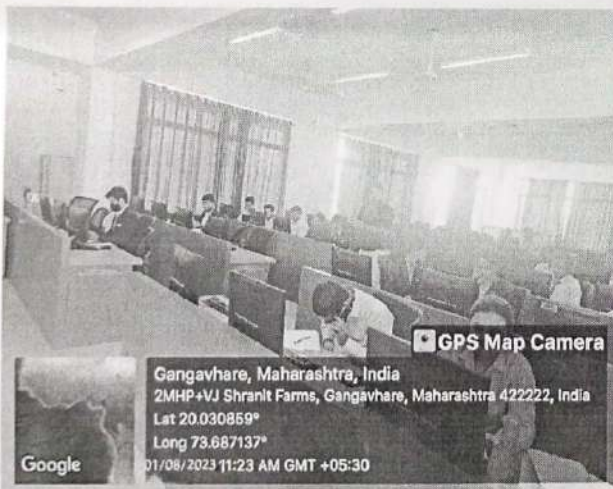 GPS Map Camera
Gangavhare, Maharashtra, India
2MHP+VJ Shranit Farms, Gangavhare, Maharashtra 422222, India
Lat 20.030859°
Long 73.687137°
01/08/2023 11:23 AM GMT +05:30
Google